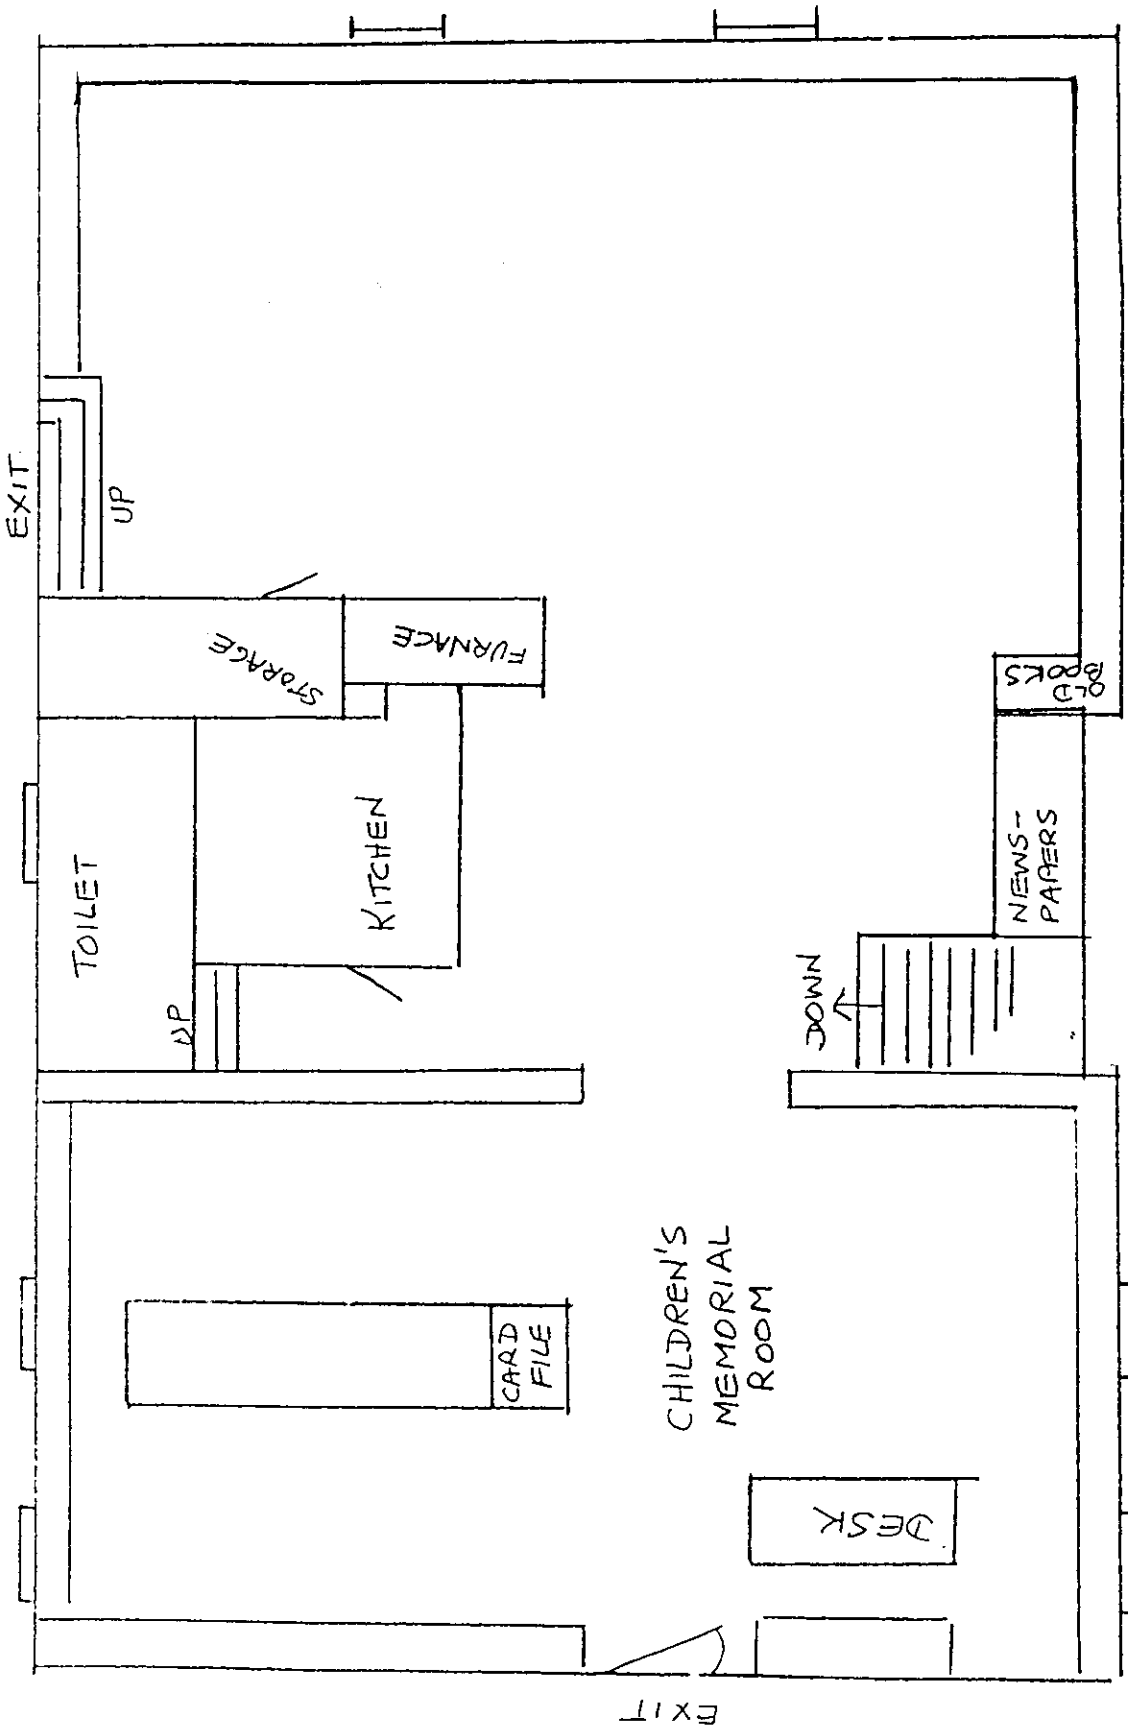 EXIT
UP
STORAGE
FURNACE
TOILET
KITCHEN
UP
OLD
BOOKS
NEWS-
PAPERS
DOWN
CARD
FILE
CHILDREN'S
MEMORIAL
ROOM
DESK
EXIT